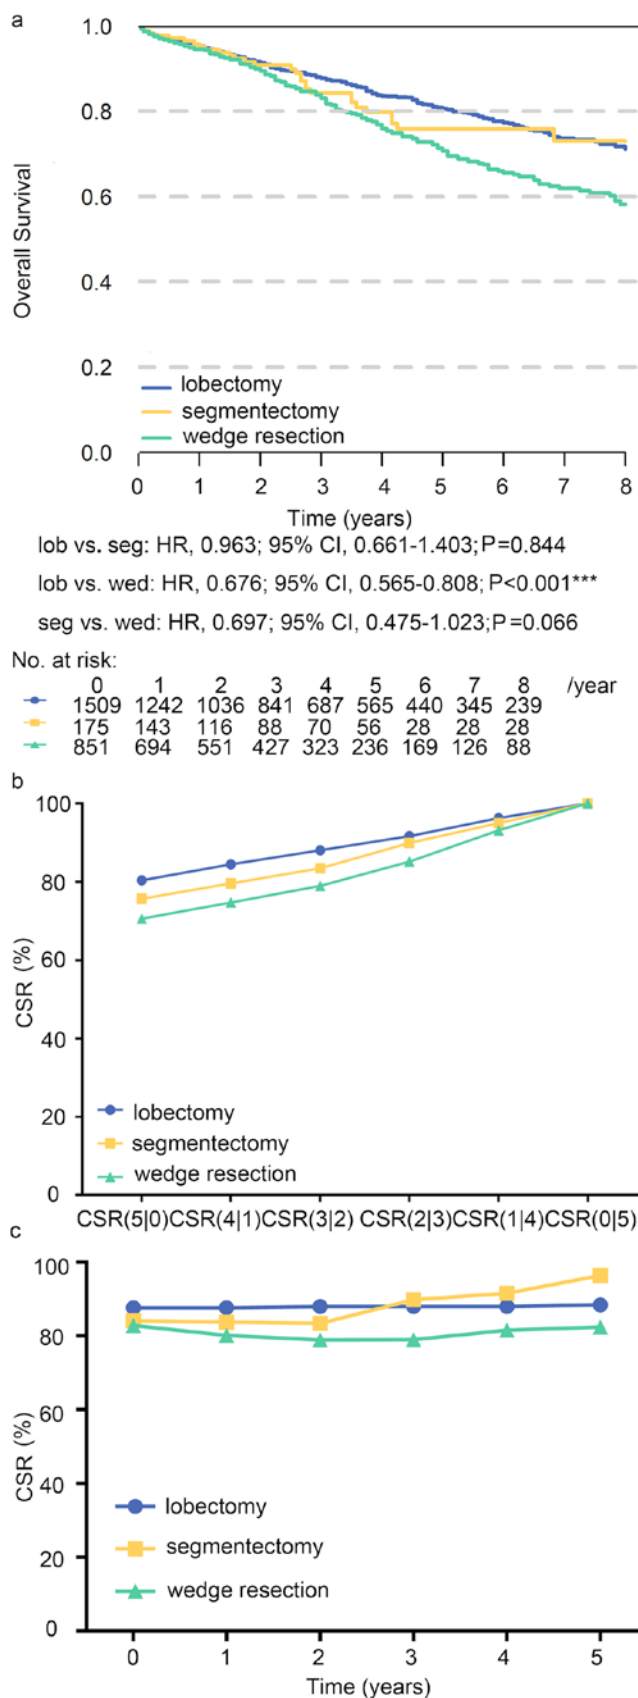 a
1.0
0.8
0.6
0.4
0.2
0.0
Overall Survival
lobectomy
segmentectomy
wedge resection
0 1 2 3 4 5 6 7 8
Time (years)
lob vs. seg: HR, 0.963; 95% CI, 0.661-1.403;P=0.844
lob vs. wed: HR, 0.676; 95% CI, 0.565-0.808; P<0.001***
seg vs. wed: HR, 0.697; 95% CI, 0.475-1.023;P=0.066
No. at risk:
0 1 2 3 4 5 6 7 8 /year
1509 1242 1036 841 687 565 440 345 239
175 143 116 88 70 56 28 28 28
851 694 551 427 323 236 169 126 88
b
100
80
60
40
20
0
CSR (%)
lobectomy
segmentectomy
wedge resection
CSR(5|0) CSR(4|1) CSR(3|2) CSR(2|3) CSR(1|4) CSR(0|5)
c
100
80
60
40
20
0
CSR (%)
lobectomy
segmentectomy
wedge resection
0 1 2 3 4 5
Time (years)